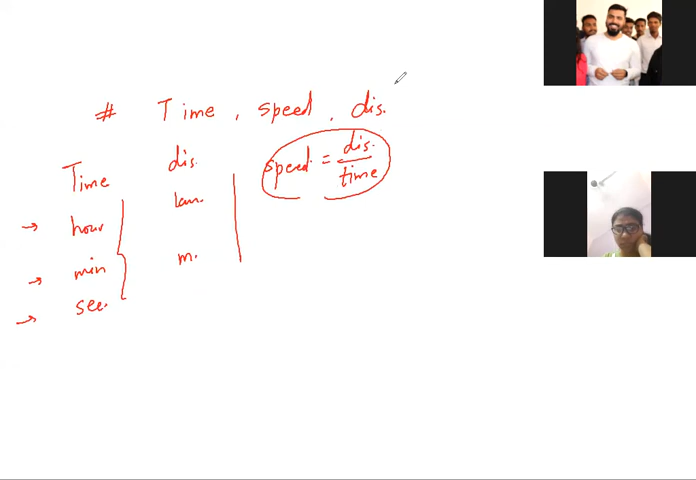 # Time, speed, dis.
Time dis. speed = dis. / time
hour km.
min m.
sec.